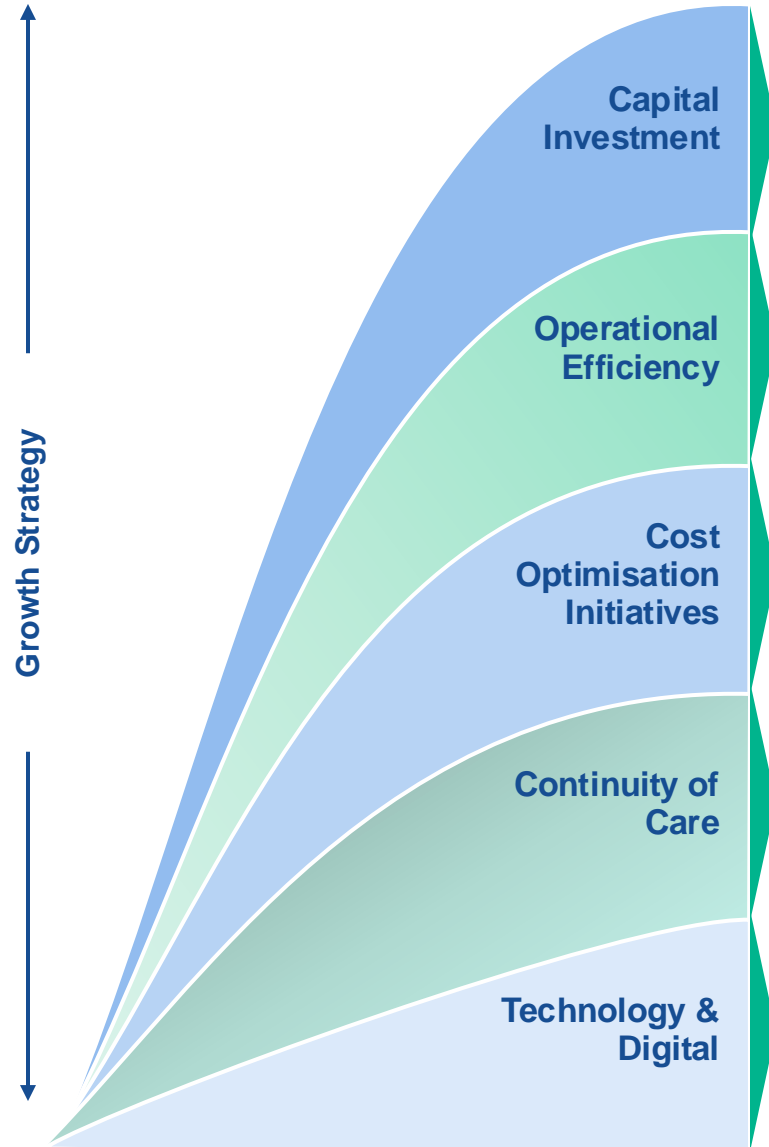 Growth Strategy
Capital
Investment
Operational
Efficiency
Cost
Optimisation
Initiatives
Continuity of
Care
Technology &
Digital